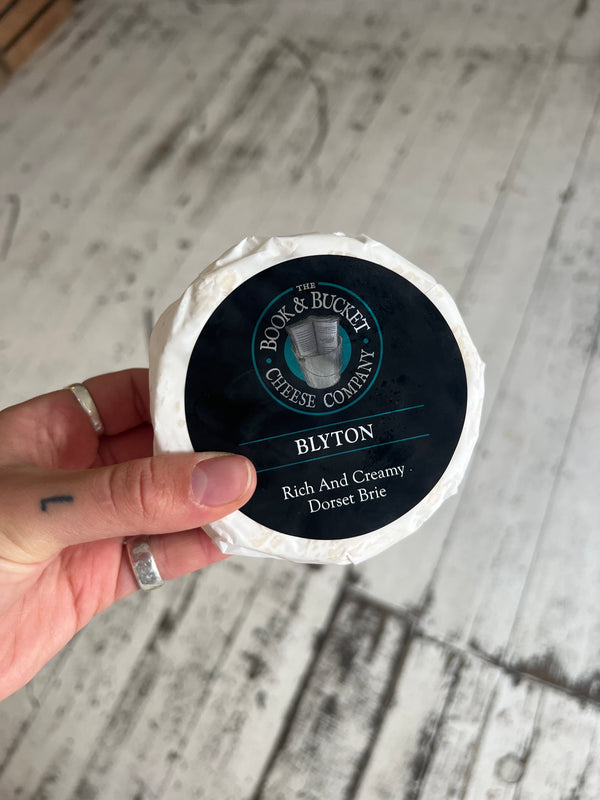 THE
BOOK & BUCKET
CHEESE COMPANY
BLYTON
Rich And Creamy
Dorset Brie